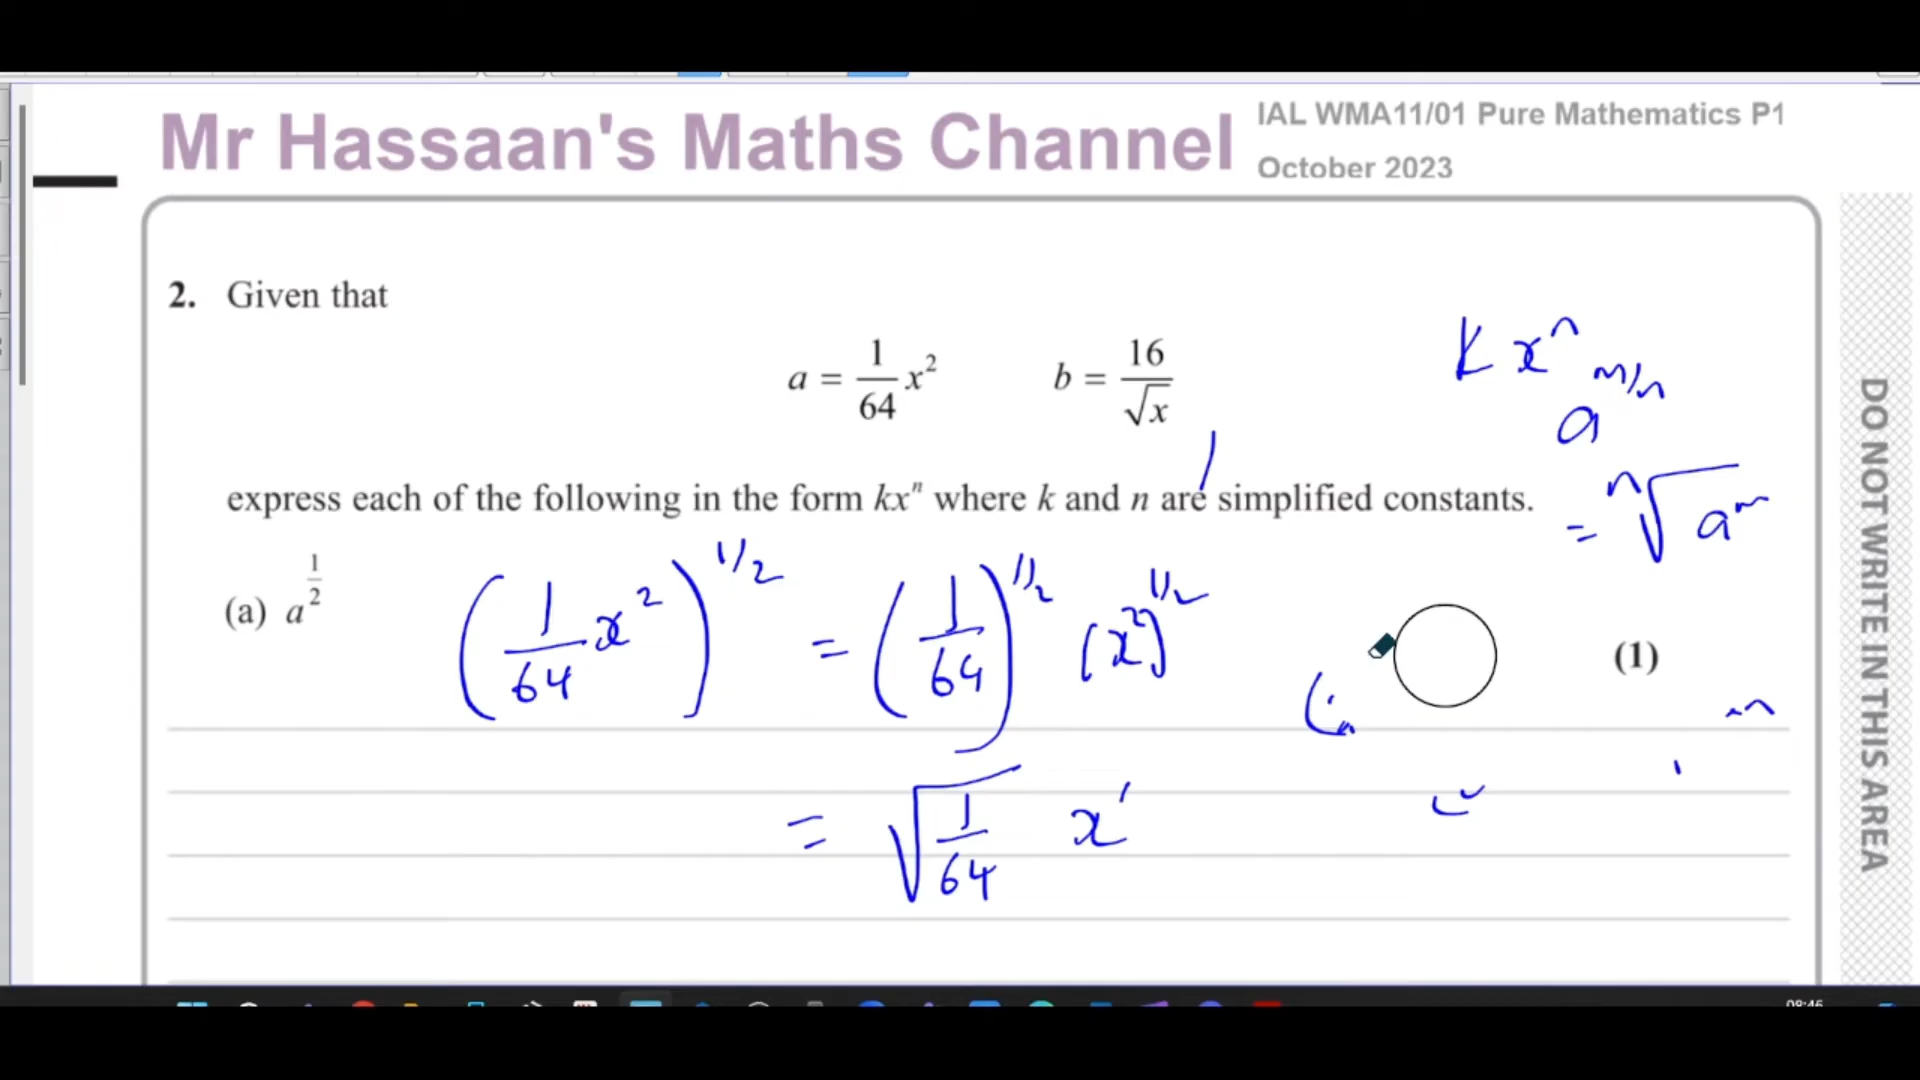 Mr Hassaan's Maths Channel
IAL WMA11/01 Pure Mathematics P1
October 2023
2. Given that
a = 1/64 x² b = 16/√x
k xⁿ
a^(m/n)
= ⁿ√(a^m)
express each of the following in the form kxⁿ where k and n are simplified constants.
(a) a^(1/2)
(1/64 x²)^(1/2) = (1/64)^(1/2) (x²)^(1/2)
(1)
= √(1/64) x¹
DO NOT WRITE IN THIS AREA
08:46